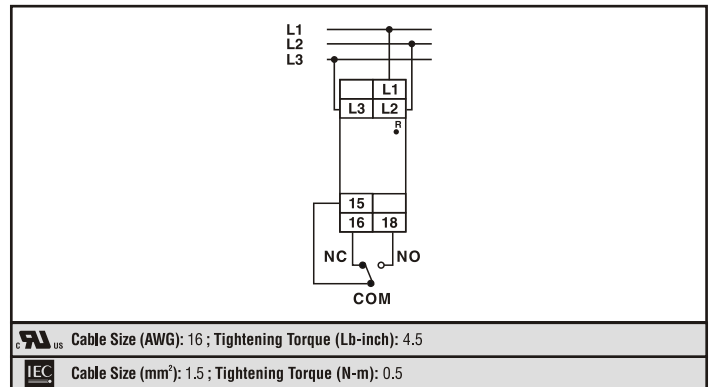 L1
L2
L3
L1
L3 L2
R
15
16 18
NC NO
COM
c RU us Cable Size (AWG): 16 ; Tightening Torque (Lb-inch): 4.5
IEC Cable Size (mm²): 1.5 ; Tightening Torque (N-m): 0.5